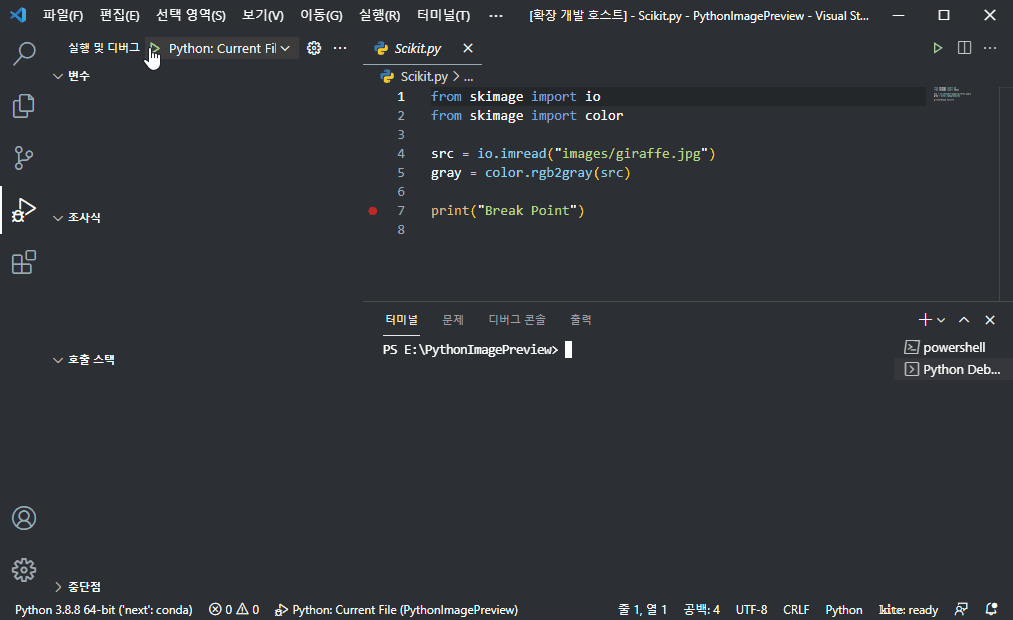 파일(F) 편집(E) 선택 영역(S) 보기(V) 이동(G) 실행(R) 터미널(T) ··· [확장 개발 호스트] - Scikit.py - PythonImagePreview - Visual St...
실행 및 디버그 Python: Current Fil ···
변수
조사식
호출 스택
중단점
Scikit.py
Scikit.py > ...
1 from skimage import io
2 from skimage import color
3
4 src = io.imread("images/giraffe.jpg")
5 gray = color.rgb2gray(src)
6
7 print("Break Point")
8
터미널 문제 디버그 콘솔 출력
PS E:\PythonImagePreview>
powershell
Python Deb...
Python 3.8.8 64-bit ('next': conda) 0 0 Python: Current File (PythonImagePreview) 줄 1, 열 1 공백: 4 UTF-8 CRLF Python kite: ready